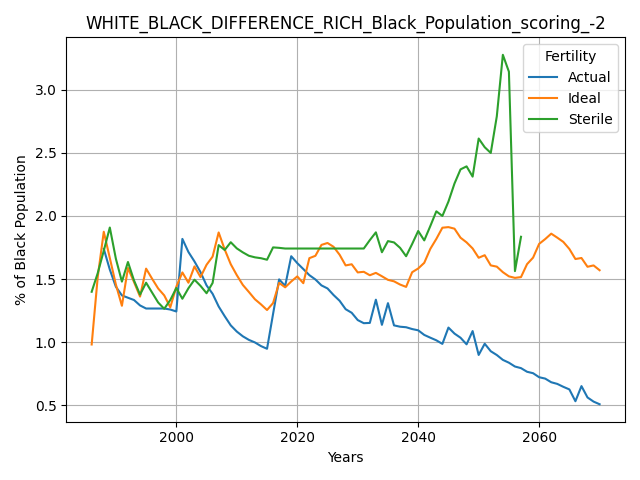 WHITE_BLACK_DIFFERENCE_RICH_Black_Population_scoring_-2
Fertility
Actual
Ideal
Sterile
% of Black Population
3.0
2.5
2.0
1.5
1.0
0.5
2000
2020
2040
2060
Years